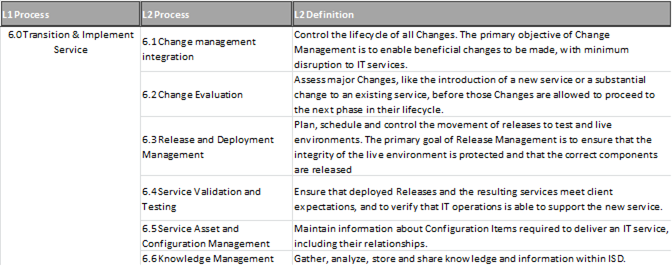 L1 Process L2 Process L2 Definition
6.0 Transition & Implement
Service
6.1 Change management
integration
Control the lifecycle of all Changes. The primary objective of Change
Management is to enable beneficial changes to be made, with minimum
disruption to IT services.
6.2 Change Evaluation
Assess major Changes, like the introduction of a new service or a substantial
change to an existing service, before those Changes are allowed to proceed to
the next phase in their lifecycle.
6.3 Release and Deployment
Management
Plan, schedule and control the movement of releases to test and live
environments. The primary goal of Release Management is to ensure that the
integrity of the live environment is protected and that the correct components
are released
6.4 Service Validation and
Testing
Ensure that deployed Releases and the resulting services meet client
expectations, and to verify that IT operations is able to support the new service.
6.5 Service Asset and
Configuration Management
Maintain information about Configuration Items required to deliver an IT service,
including their relationships.
6.6 Knowledge Management Gather, analyze, store and share knowledge and information within ISD.